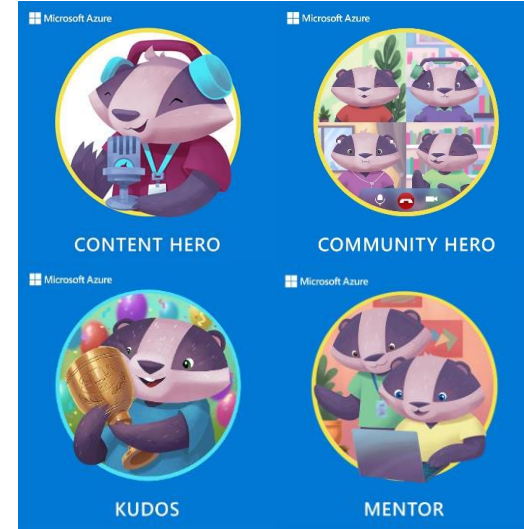 Microsoft Azure
CONTENT HERO
Microsoft Azure
COMMUNITY HERO
Microsoft Azure
KUDOS
Microsoft Azure
MENTOR